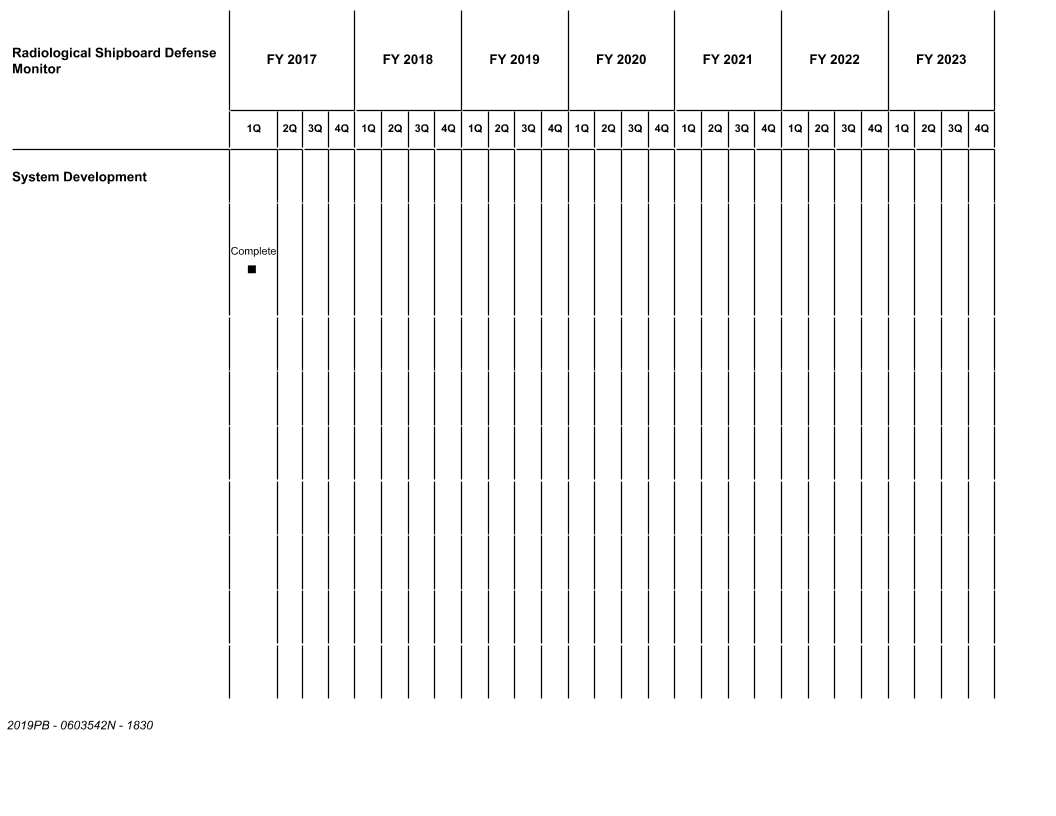 Radiological Shipboard Defense
Monitor
FY 2017 FY 2018 FY 2019 FY 2020 FY 2021 FY 2022 FY 2023
1Q 2Q 3Q 4Q 1Q 2Q 3Q 4Q 1Q 2Q 3Q 4Q 1Q 2Q 3Q 4Q 1Q 2Q 3Q 4Q 1Q 2Q 3Q 4Q 1Q 2Q 3Q 4Q
System Development
Complete
2019PB - 0603542N - 1830